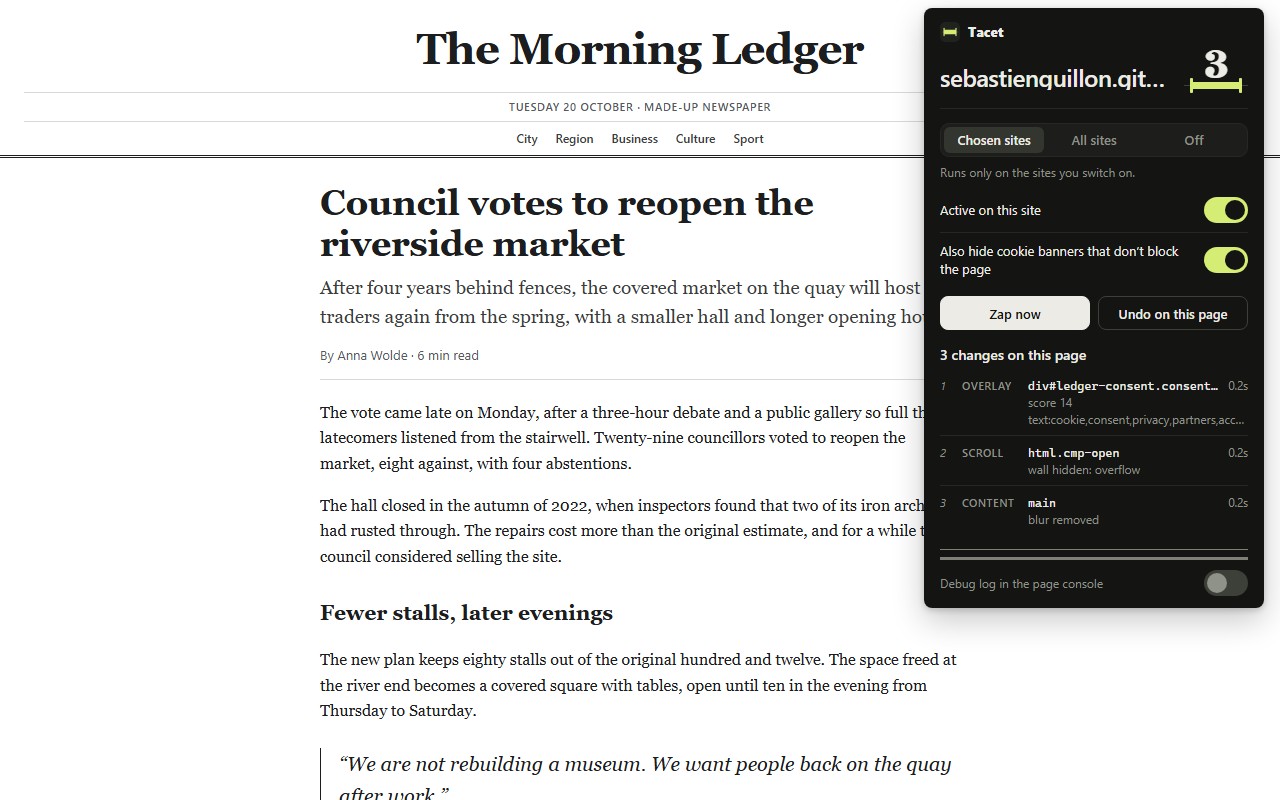 The Morning Ledger
TUESDAY 20 OCTOBER · MADE-UP NEWSPAPER
City Region Business Culture Sport
Council votes to reopen the
riverside market
After four years behind fences, the covered market on the quay will host
traders again from the spring, with a smaller hall and longer opening
By Anna Wolde · 6 min read
The vote came late on Monday, after a three-hour debate and a public gallery so full
latecomers listened from the stairwell. Twenty-nine councillors voted to reopen the
market, eight against, with four abstentions.
The hall closed in the autumn of 2022, when inspectors found that two of its iron
had rusted through. The repairs cost more than the original estimate, and for a while
council considered selling the site.
Fewer stalls, later evenings
The new plan keeps eighty stalls out of the original hundred and twelve. The space freed at
the river end becomes a covered square with tables, open until ten in the evening from
Thursday to Saturday.
“We are not rebuilding a museum. We want people back on the quay
after work.”
Tacet
sebastienquillon.git…
3
Chosen sites All sites Off
Runs only on the sites you switch on.
Active on this site
Also hide cookie banners that don’t block
the page
Zap now Undo on this page
3 changes on this page
1 OVERLAY div#ledger-consent.consent… 0.2s
score 14
text:cookie,consent,privacy,partners,acc…
2 SCROLL html.cmp-open 0.2s
wall hidden: overflow
3 CONTENT main 0.2s
blur removed
Debug log in the page console